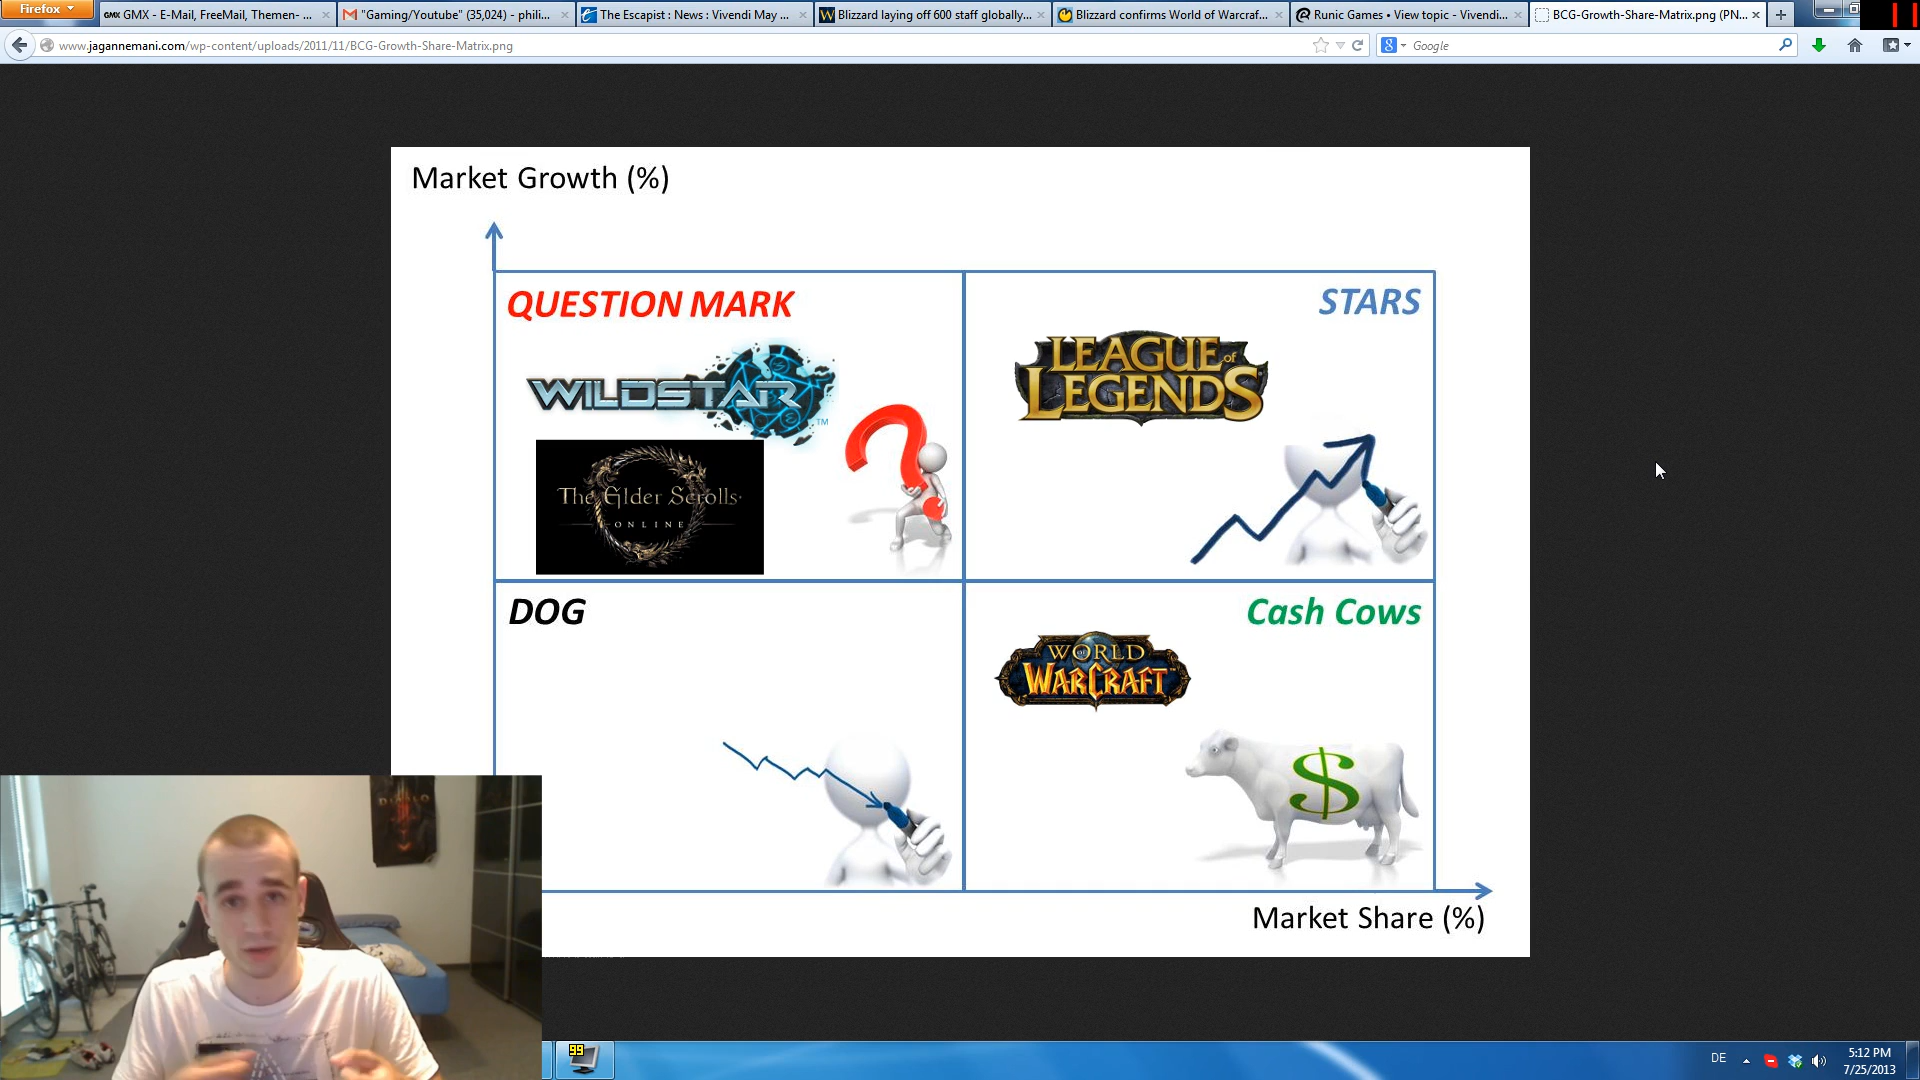 Firefox
GMX - E-Mail, FreeMail, Themen- ...
"Gaming/Youtube" (35,024) - phili...
The Escapist : News : Vivendi May ...
Blizzard laying off 600 staff globally...
Blizzard confirms World of Warcraf...
Runic Games • View topic - Vivendi...
BCG-Growth-Share-Matrix.png (PN...
www.jagannemani.com/wp-content/uploads/2011/11/BCG-Growth-Share-Matrix.png
Google
Market Growth (%)
QUESTION MARK
STARS
WILDSTAR
TM
LEAGUE of
LEGENDS
The Elder Scrolls
ONLINE
DOG
Cash Cows
WORLD
OF
WARCRAFT
$
Market Share (%)
DIABLO
99
DE
5:12 PM
7/25/2013